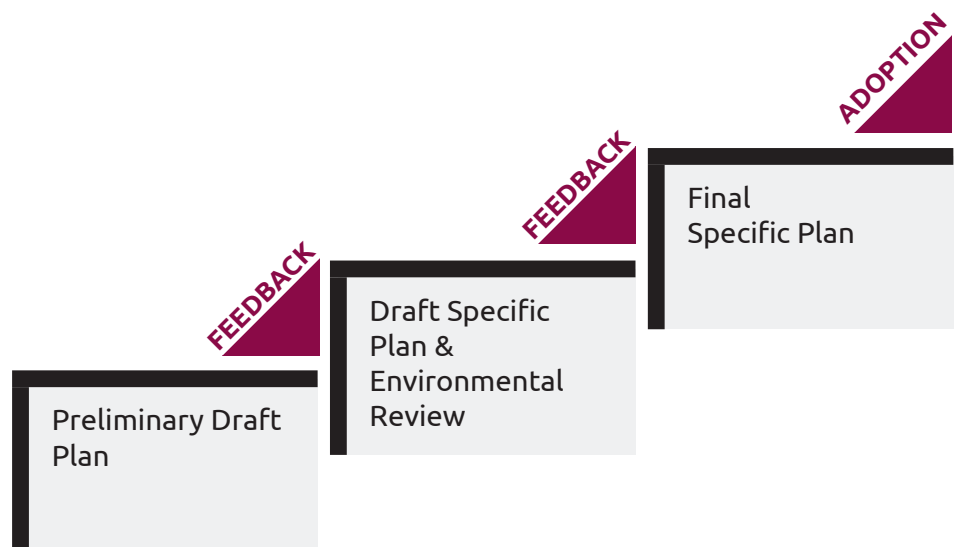 Preliminary Draft
Plan
FEEDBACK
Draft Specific
Plan &
Environmental
Review
FEEDBACK
Final
Specific Plan
ADOPTION